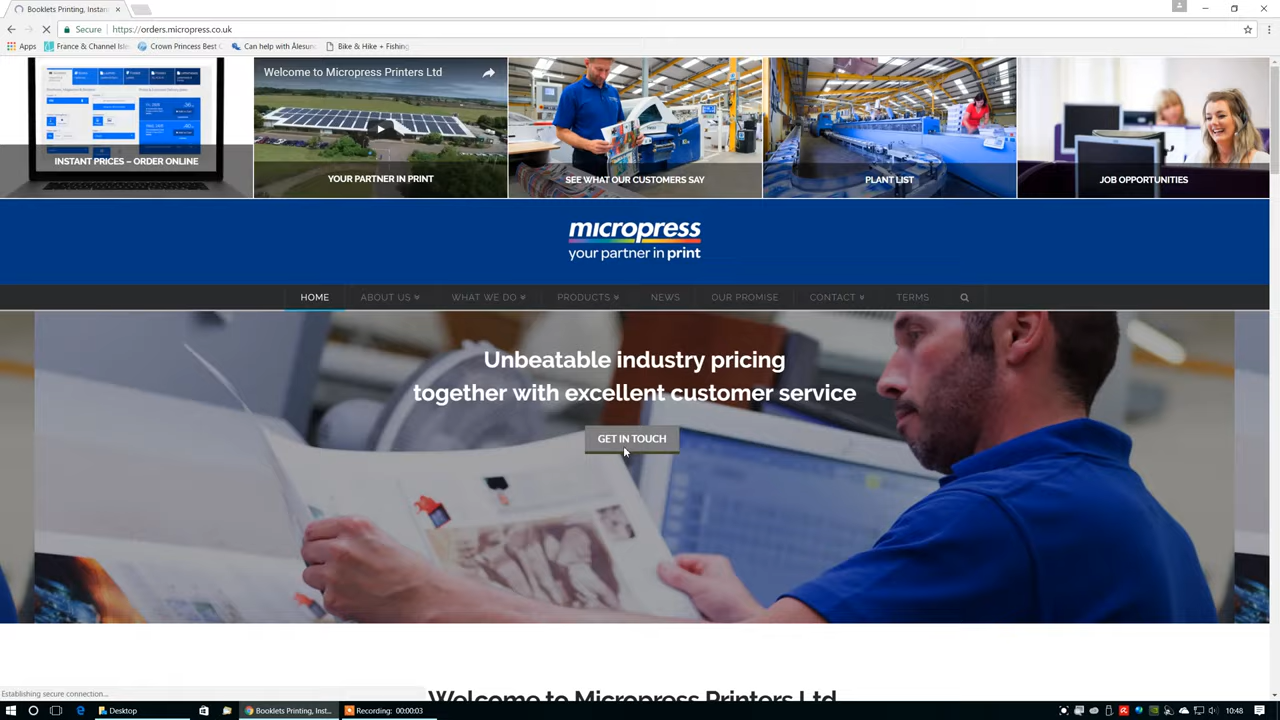 Booklets Printing, Instan
Secure
https://orders.micropress.co.uk
Apps
France & Channel Isle
Crown Princess Best C
Can help with Ålesun
Bike & Hike + Fishing
INSTANT PRICES – ORDER ONLINE
Welcome to Micropress Printers Ltd
YOUR PARTNER IN PRINT
SEE WHAT OUR CUSTOMERS SAY
PLANT LIST
JOB OPPORTUNITIES
micropress
your partner in print
HOME
ABOUT US
WHAT WE DO
PRODUCTS
NEWS
OUR PROMISE
CONTACT
TERMS
Unbeatable industry pricing
together with excellent customer service
GET IN TOUCH
Welcome to Micropress Printers Ltd
Establishing secure connection...
Desktop
Booklets Printing, Inst...
Recording: 00:00:03
10:48